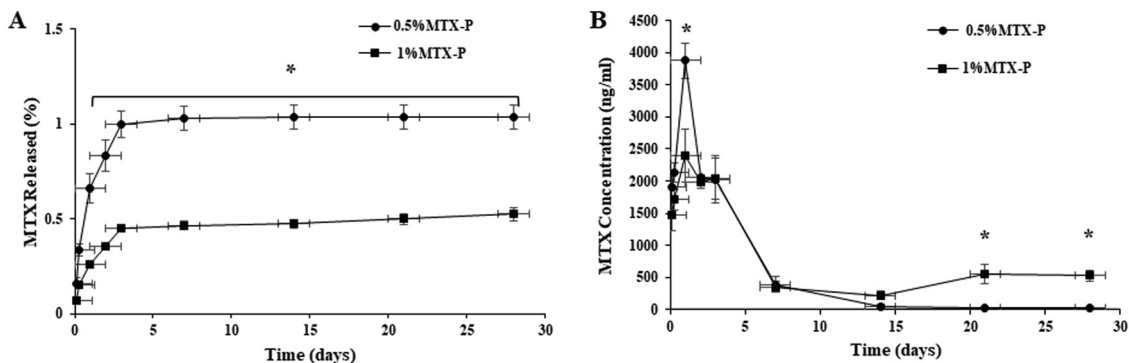 A
0.5%MTX-P
1%MTX-P
*
MTX Released (%)
1.5
1
0.5
0
0 5 10 15 20 25 30
Time (days)
B
0.5%MTX-P
1%MTX-P
*
*
*
MTX Concentration (ng/ml)
4500
4000
3500
3000
2500
2000
1500
1000
500
0
0 5 10 15 20 25 30
Time (days)